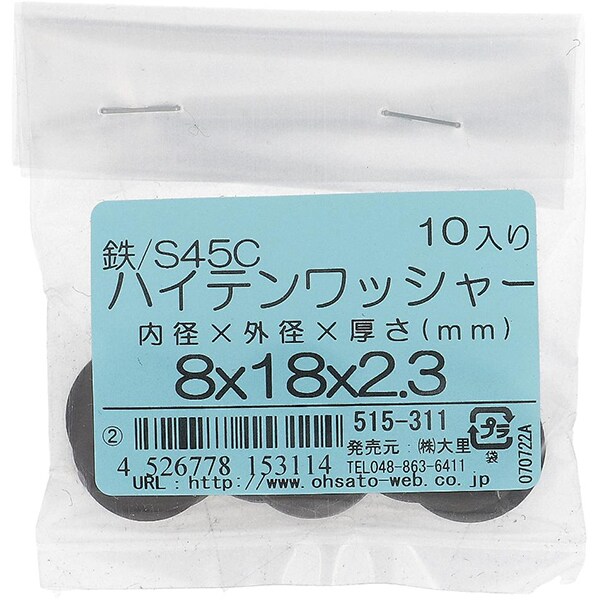 鉄/S45C 10入り
ハイテンワッシャー
内径×外径×厚さ(mm)
8x18x2.3
② 515-311
発売元:㈱大里
4 526778 153114 TEL048-863-6411
URL:http://www.ohsato-web.co.jp
プラ
袋
070722A